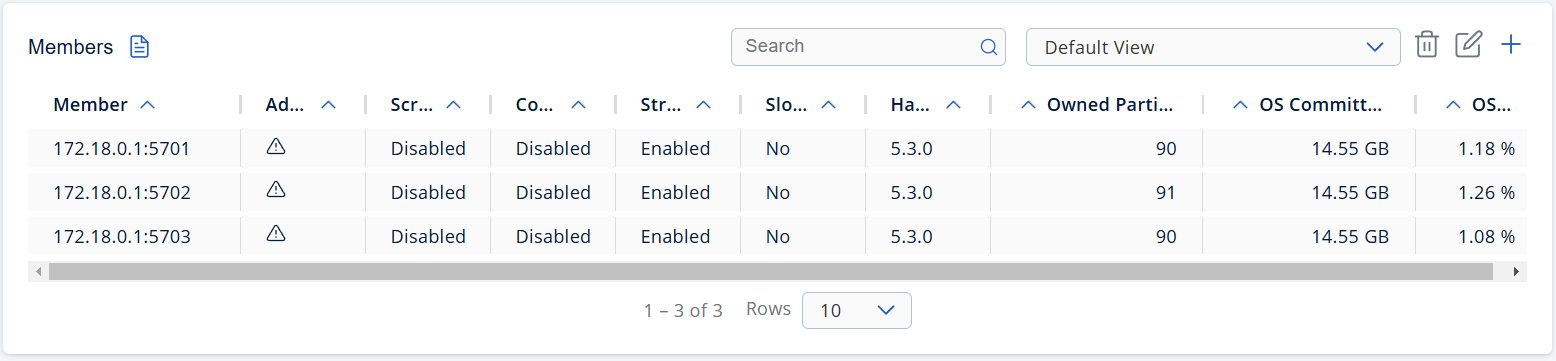 Members Search Default View
Member Ad... Scr... Co... Str... Slo... Ha... Owned Parti... OS Committ... OS...
172.18.0.1:5701 Disabled Disabled Enabled No 5.3.0 90 14.55 GB 1.18 %
172.18.0.1:5702 Disabled Disabled Enabled No 5.3.0 91 14.55 GB 1.26 %
172.18.0.1:5703 Disabled Disabled Enabled No 5.3.0 90 14.55 GB 1.08 %
1 – 3 of 3 Rows 10